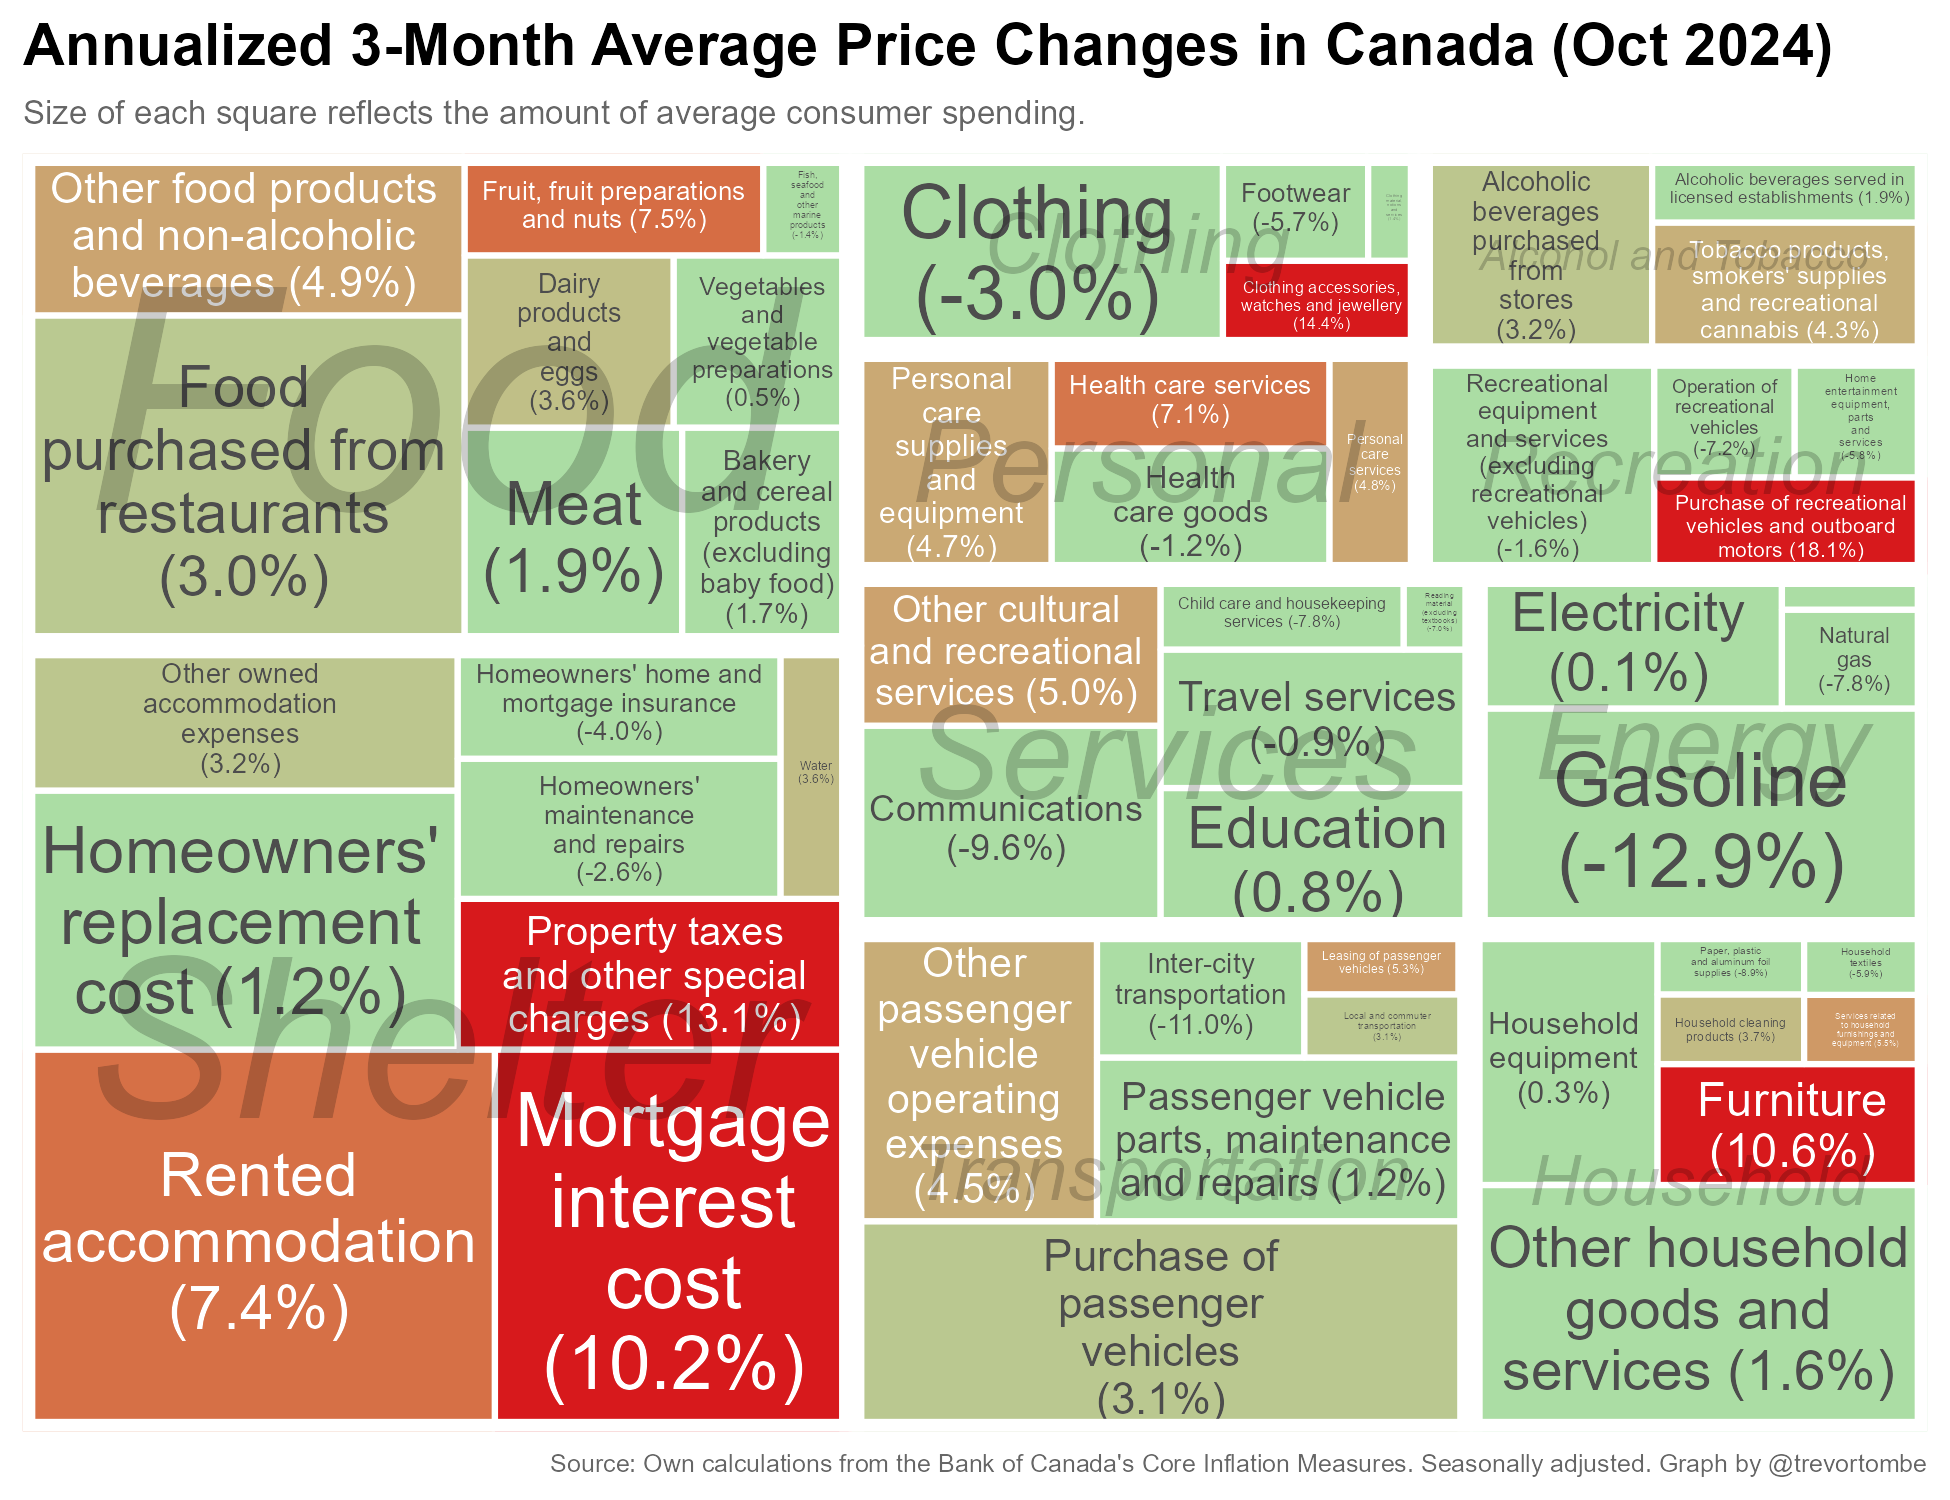 Annualized 3-Month Average Price Changes in Canada (Oct 2024)
Size of each square reflects the amount of average consumer spending.
Food
Other food products
and non-alcoholic
beverages (4.9%)
Fruit, fruit preparations
and nuts (7.5%)
Fish,
seafood
and
other
marine
products
(-1.4%)
Food
purchased from
restaurants
(3.0%)
Dairy
products
and
eggs
(3.6%)
Vegetables
and
vegetable
preparations
(0.5%)
Meat
(1.9%)
Bakery
and cereal
products
(excluding
baby food)
(1.7%)
Shelter
Other owned
accommodation
expenses
(3.2%)
Homeowners' home and
mortgage insurance
(-4.0%)
Water
(3.6%)
Homeowners'
maintenance
and repairs
(-2.6%)
Homeowners'
replacement
cost (1.2%)
Property taxes
and other special
charges (13.1%)
Rented
accommodation
(7.4%)
Mortgage
interest
cost
(10.2%)
Clothing
Clothing
(-3.0%)
Footwear
(-5.7%)
Clothing accessories,
watches and jewellery
(14.4%)
Alcohol and Tobacco
Alcoholic
beverages
purchased
from
stores
(3.2%)
Alcoholic beverages served in
licensed establishments (1.9%)
Tobacco products,
smokers' supplies
and recreational
cannabis (4.3%)
Personal
Personal
care
supplies
and
equipment
(4.7%)
Health care services
(7.1%)
Health
care goods
(-1.2%)
Personal
care
services
(4.8%)
Recreation
Recreational
equipment
and services
(excluding
recreational
vehicles)
(-1.6%)
Operation of
recreational
vehicles
(-7.2%)
Home
entertainment
equipment,
parts
and
services
(-5.8%)
Purchase of recreational
vehicles and outboard
motors (18.1%)
Services
Other cultural
and recreational
services (5.0%)
Child care and housekeeping
services (-7.8%)
Reading
material
(excluding
textbooks)
(-7.0%)
Travel services
(-0.9%)
Communications
(-9.6%)
Education
(0.8%)
Energy
Electricity
(0.1%)
Natural
gas
(-7.8%)
Gasoline
(-12.9%)
Transportation
Other
passenger
vehicle
operating
expenses
(4.5%)
Inter-city
transportation
(-11.0%)
Leasing of passenger
vehicles (5.3%)
Local and commuter
transportation
(3.1%)
Passenger vehicle
parts, maintenance
and repairs (1.2%)
Purchase of
passenger
vehicles
(3.1%)
Household
Household
equipment
(0.3%)
Paper, plastic
and aluminum foil
supplies (-8.9%)
Household
textiles
(-5.9%)
Household cleaning
products (3.7%)
Services related
to household
furnishings and
equipment (5.5%)
Furniture
(10.6%)
Other household
goods and
services (1.6%)
Source: Own calculations from the Bank of Canada's Core Inflation Measures. Seasonally adjusted. Graph by @trevortombe